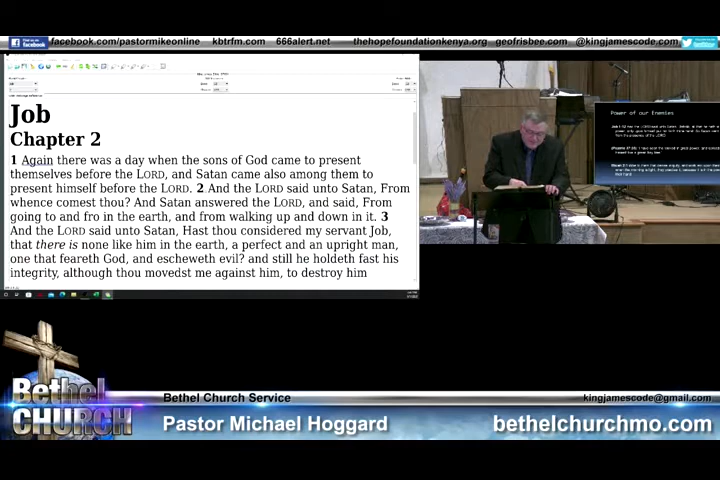 Find us on
facebook
facebook.com/pastormikeonline kbtrfm.com 666alert.net thehopefoundationkenya.org geofrisbee.com @kingjamescode.com
twitter
Job
Chapter 2
1 Again there was a day when the sons of God came to present
themselves before the LORD, and Satan came also among them to
present himself before the LORD. 2 And the LORD said unto Satan, From
whence comest thou? And Satan answered the LORD, and said, From
going to and fro in the earth, and from walking up and down in it. 3
And the LORD said unto Satan, Hast thou considered my servant Job,
that there is none like him in the earth, a perfect and an upright man,
one that feareth God, and escheweth evil? and still he holdeth fast his
integrity, although thou movedst me against him, to destroy him
Power of our Enemies
Bethel
CHURCH
Bethel Church Service
kingjamescode@gmail.com
Pastor Michael Hoggard
bethelchurchmo.com